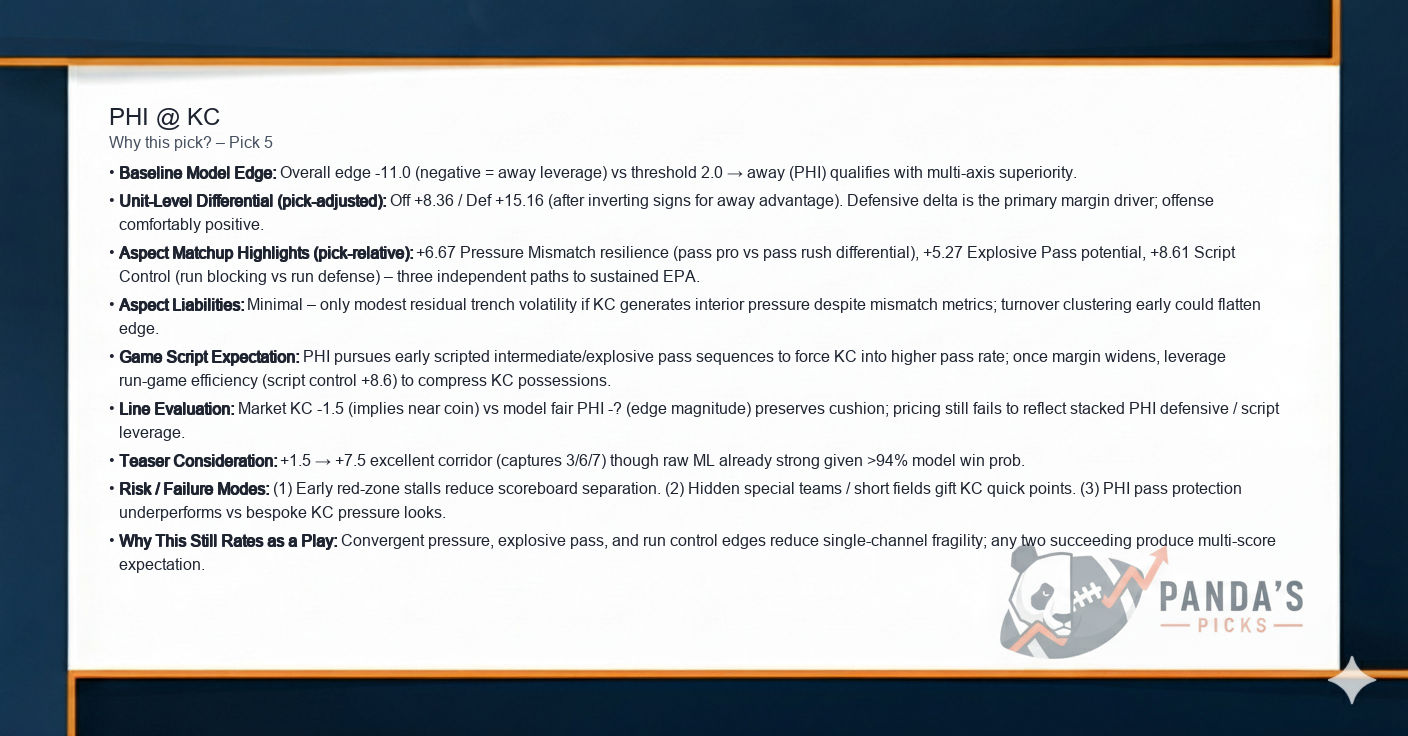 PHI @ KC
Why this pick? – Pick 5
• Baseline Model Edge: Overall edge -11.0 (negative = away leverage) vs threshold 2.0 → away (PHI) qualifies with multi-axis superiority.
• Unit-Level Differential (pick-adjusted): Off +8.36 / Def +15.16 (after inverting signs for away advantage). Defensive delta is the primary margin driver; offense
comfortably positive.
• Aspect Matchup Highlights (pick-relative): +6.67 Pressure Mismatch resilience (pass pro vs pass rush differential), +5.27 Explosive Pass potential, +8.61 Script
Control (run blocking vs run defense) – three independent paths to sustained EPA.
• Aspect Liabilities: Minimal – only modest residual trench volatility if KC generates interior pressure despite mismatch metrics; turnover clustering early could flatten
edge.
• Game Script Expectation: PHI pursues early scripted intermediate/explosive pass sequences to force KC into higher pass rate; once margin widens, leverage
run-game efficiency (script control +8.6) to compress KC possessions.
• Line Evaluation: Market KC -1.5 (implies near coin) vs model fair PHI -? (edge magnitude) preserves cushion; pricing still fails to reflect stacked PHI defensive / script
leverage.
• Teaser Consideration: +1.5 → +7.5 excellent corridor (captures 3/6/7) though raw ML already strong given >94% model win prob.
• Risk / Failure Modes: (1) Early red-zone stalls reduce scoreboard separation. (2) Hidden special teams / short fields gift KC quick points. (3) PHI pass protection
underperforms vs bespoke KC pressure looks.
• Why This Still Rates as a Play: Convergent pressure, explosive pass, and run control edges reduce single-channel fragility; any two succeeding produce multi-score
expectation.
PANDA'S
PICKS